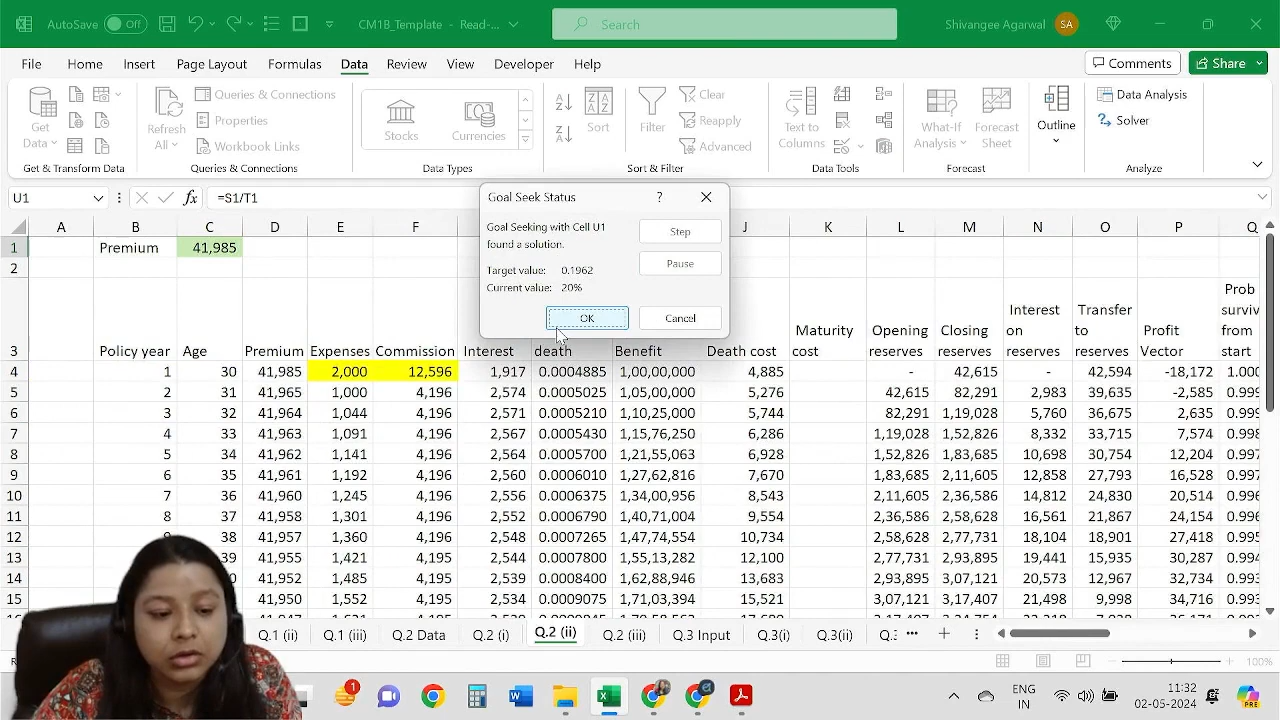 AutoSave Off CM1B_Template - Read-... Search Shivangee Agarwal SA
File Home Insert Page Layout Formulas Data Review View Developer Help Comments Share
Get Data Refresh All Queries & Connections Properties Workbook Links Stocks Currencies Sort Filter Clear Reapply Advanced Text to Columns What-If Analysis Forecast Sheet Outline Data Analysis Solver
Get & Transform Data Queries & Connections Data Types Sort & Filter Data Tools Forecast Analyze
U1 fx =S1/T1
Goal Seek Status ? 
Goal Seeking with Cell U1
found a solution.
Target value: 0.1962
Current value: 20%
Step
Pause
OK Cancel
A B C D E F J K L M N O P Q
1 Premium 41,985
2
3 Policy year Age Premium Expenses Commission Interest death Benefit Death cost Maturity cost Opening reserves Closing reserves Interest on reserves Transfer to reserves Profit Vector Prob surviv from start
4 1 30 41,985 2,000 12,596 1,917 0.0004885 1,00,00,000 4,885 - 42,615 - 42,594 -18,172 1.000
5 2 31 41,965 1,000 4,196 2,574 0.0005025 1,05,00,000 5,276 42,615 82,291 2,983 39,635 -2,585 0.999
6 3 32 41,964 1,044 4,196 2,571 0.0005210 1,10,25,000 5,744 82,291 1,19,028 5,760 36,675 2,635 0.999
7 4 33 41,963 1,091 4,196 2,567 0.0005430 1,15,76,250 6,286 1,19,028 1,52,826 8,332 33,715 7,574 0.998
8 5 34 41,962 1,141 4,196 2,564 0.0005700 1,21,55,063 6,928 1,52,826 1,83,685 10,698 30,754 12,204 0.997
9 6 35 41,961 1,192 4,196 2,560 0.0006010 1,27,62,816 7,670 1,83,685 2,11,605 12,858 27,793 16,528 0.997
10 7 36 41,960 1,245 4,196 2,556 0.0006375 1,34,00,956 8,543 2,11,605 2,36,586 14,812 24,830 20,514 0.996
11 8 37 41,958 1,301 4,196 2,552 0.0006790 1,40,71,004 9,554 2,36,586 2,58,628 16,561 21,867 24,154 0.996
12 38 41,957 1,360 4,196 2,548 0.0007265 1,47,74,554 10,734 2,58,628 2,77,731 18,104 18,901 27,418 0.995
13 39 41,955 1,421 4,196 2,544 0.0007800 1,55,13,282 12,100 2,77,731 2,93,895 19,441 15,935 30,287 0.994
14 0 41,952 1,485 4,195 2,539 0.0008400 1,62,88,946 13,683 2,93,895 3,07,121 20,573 12,967 32,734 0.993
15 41,950 1,552 4,195 2,534 0.0009075 1,71,03,394 15,521 3,07,121 3,17,407 21,498 9,998 34,716 0.992
Q.1 (ii) Q.1 (iii) Q.2 Data Q.2 (i) Q.2 (ii) Q.2 (iii) Q.3 Input Q.3(i) Q.3(ii) Q.:
100%
1 ENG IN 11:32 02-05-2024 PRE